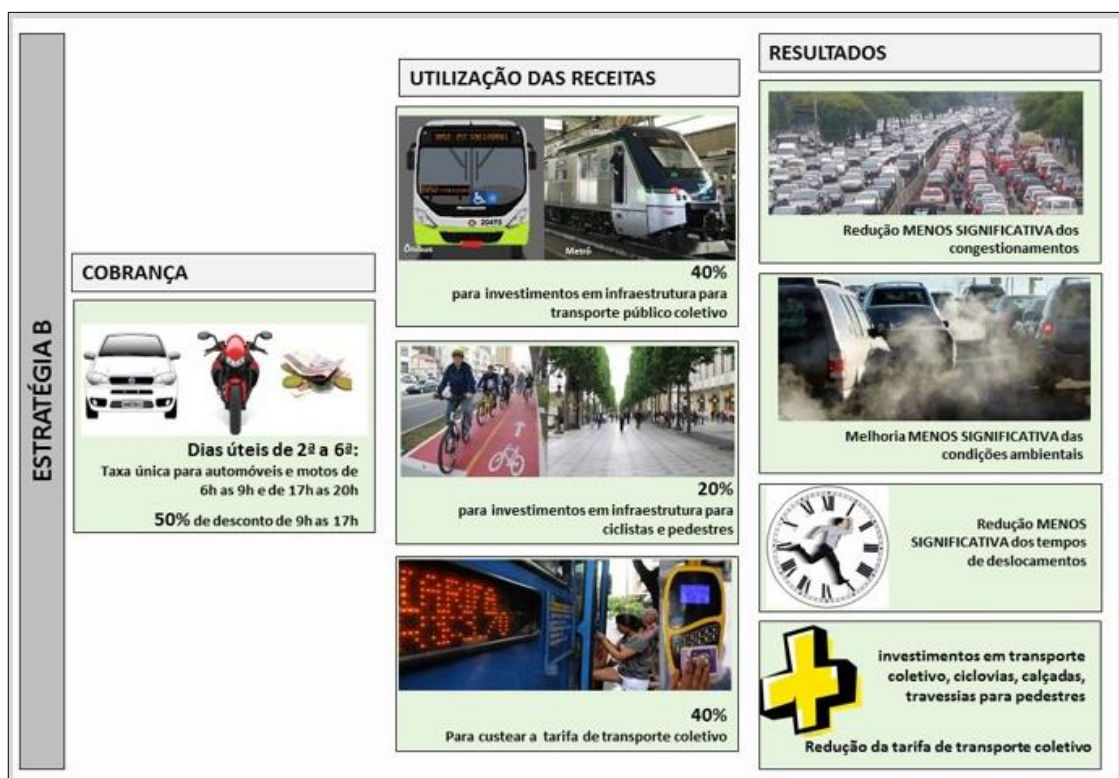 ESTRATÉGIA B
COBRANÇA
Dias úteis de 2ª a 6ª:
Taxa única para automóveis e motos de
6h as 9h e de 17h as 20h
50% de desconto de 9h as 17h
UTILIZAÇÃO DAS RECEITAS
20493
Ônibus
Metrô
40%
para investimentos em infraestrutura para
transporte público coletivo
20%
para investimentos em infraestrutura para
ciclistas e pedestres
40%
Para custear a tarifa de transporte coletivo
RESULTADOS
Redução MENOS SIGNIFICATIVA dos
congestionamentos
Melhoria MENOS SIGNIFICATIVA das
condições ambientais
Redução MENOS
SIGNIFICATIVA dos tempos
de deslocamentos
investimentos em transporte
coletivo, ciclovias, calçadas,
travessias para pedestres
Redução da tarifa de transporte coletivo